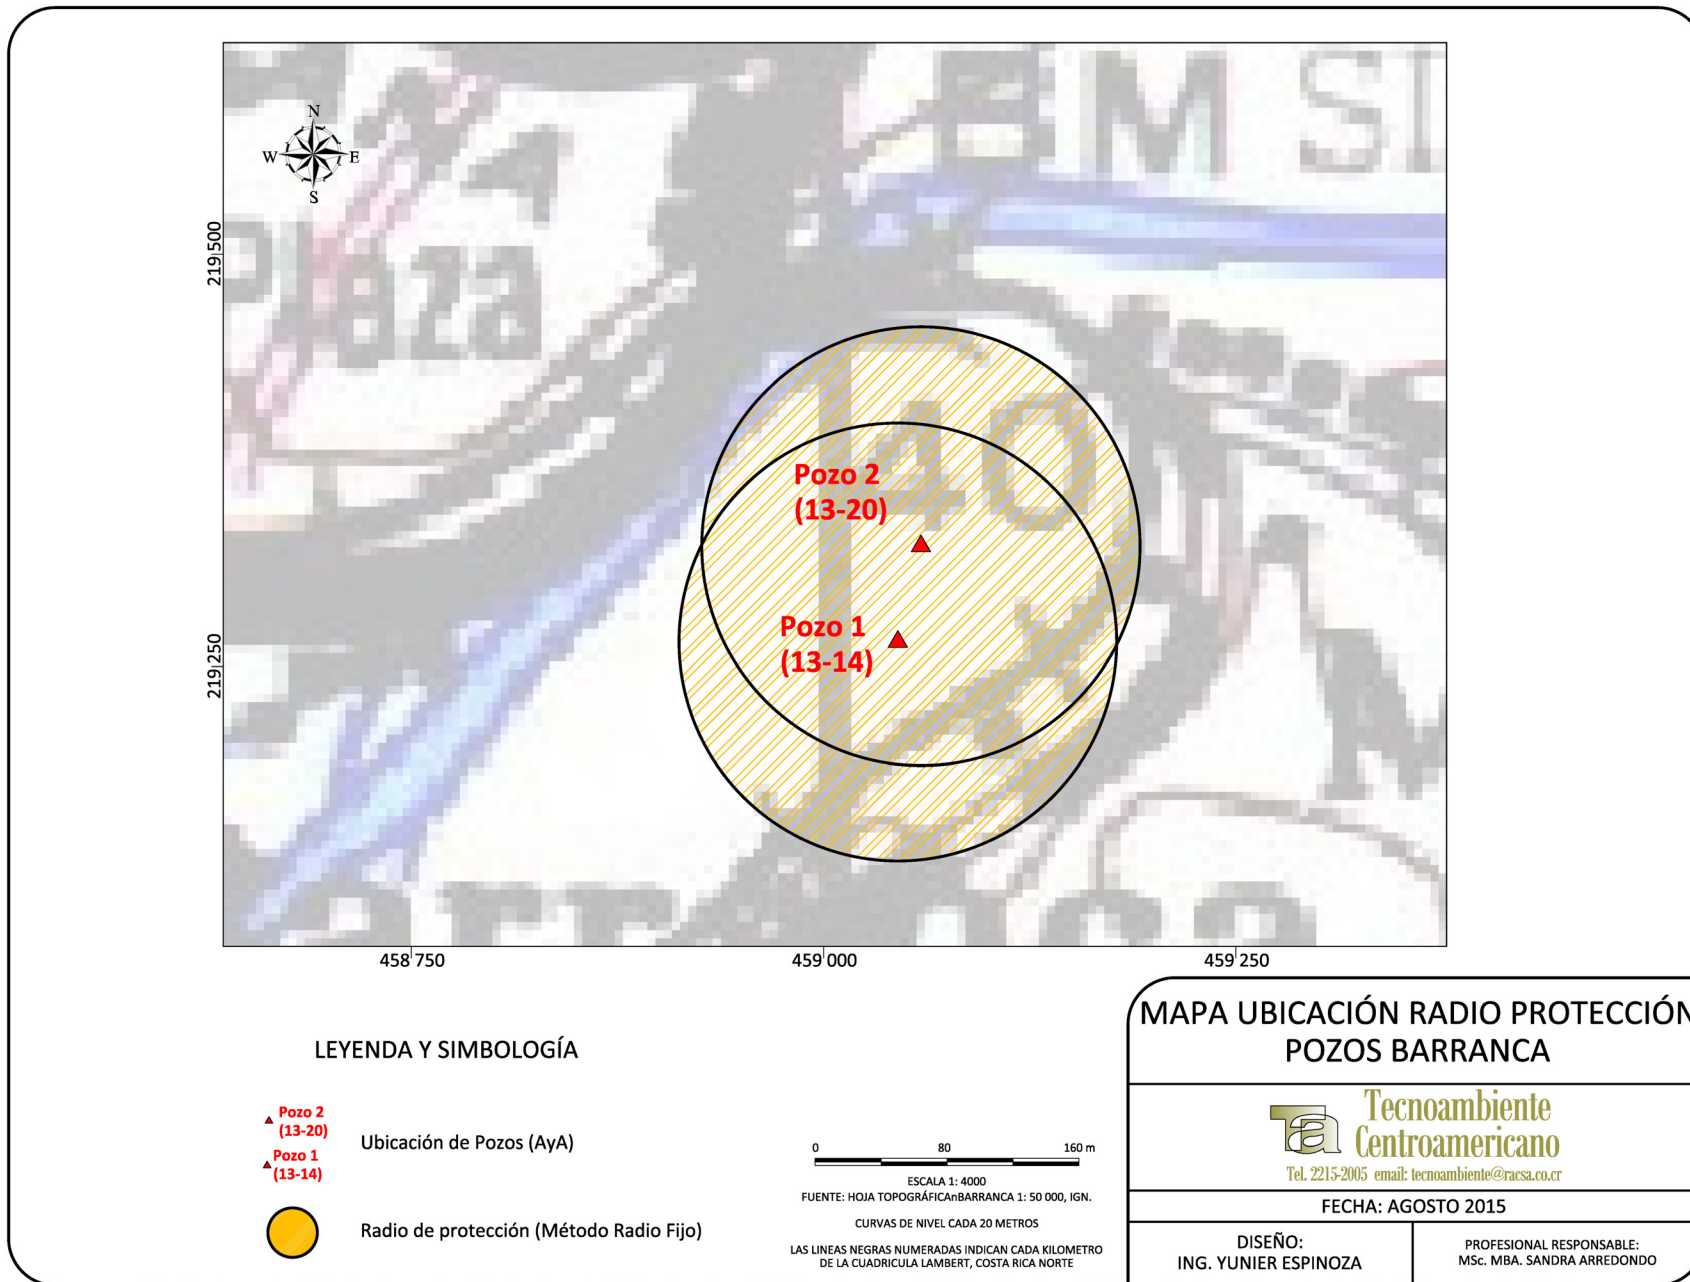 N
W
E
S
aza
EM SI
219 500
219 250
40
Pozo 2
(13-20)
Pozo 1
(13-14)
458 750
459 000
459 250
LEYENDA Y SIMBOLOGÍA
Pozo 2
(13-20)
Pozo 1
(13-14)
Ubicación de Pozos (AyA)
Radio de protección (Método Radio Fijo)
0 80 160 m
ESCALA 1: 4000
FUENTE: HOJA TOPOGRÁFICAnBARRANCA 1: 50 000, IGN.
CURVAS DE NIVEL CADA 20 METROS
LAS LINEAS NEGRAS NUMERADAS INDICAN CADA KILOMETRO
DE LA CUADRICULA LAMBERT, COSTA RICA NORTE
MAPA UBICACIÓN RADIO PROTECCIÓN
POZOS BARRANCA
Ta
Tecnoambiente
Centroamericano
Tel. 2215-2005 email: tecnoambiente@racsa.co.cr
FECHA: AGOSTO 2015
DISEÑO:
ING. YUNIER ESPINOZA
PROFESIONAL RESPONSABLE:
MSc. MBA. SANDRA ARREDONDO